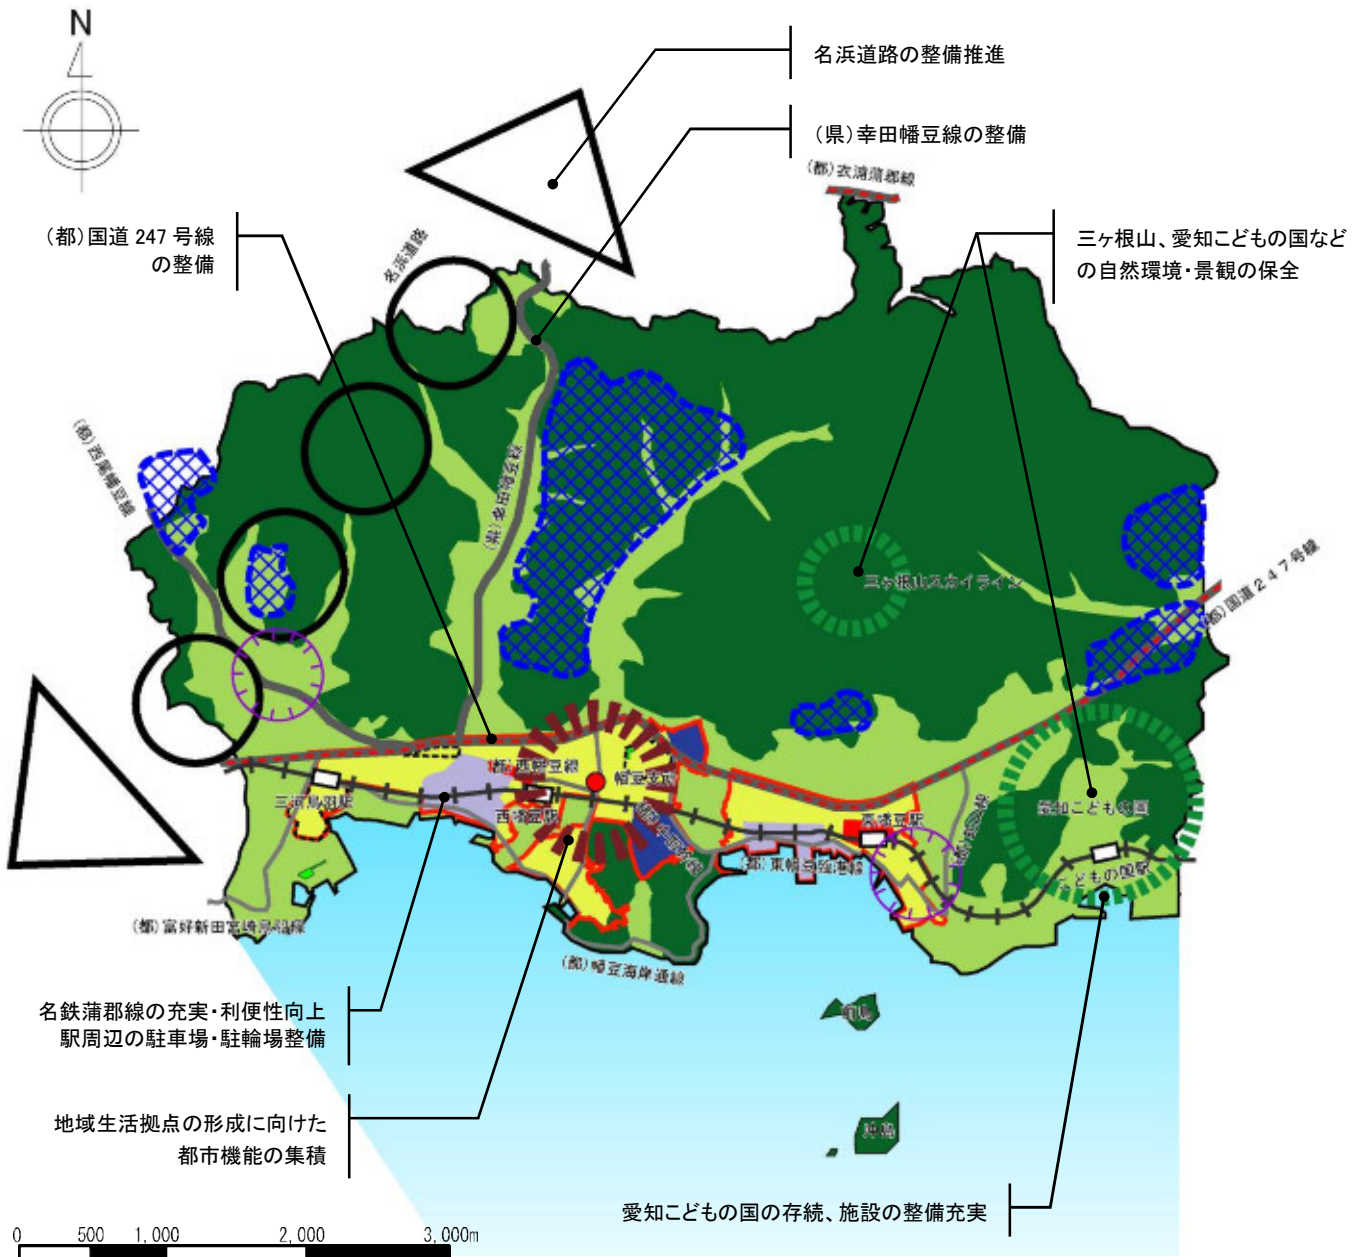 N
名浜道路の整備推進
(県)幸田幡豆線の整備
(都)衣浦蒲郡線
(都)国道 247 号線
の整備
名浜道路
三ヶ根山、愛知こどもの国など
の自然環境・景観の保全
(都)西尾幡豆線
(県)幸田幡豆線
三ヶ根山スカイライン
(都)国道247号線
(都)西幡豆線
幡豆支所
三河鳥羽駅
西幡豆駅
東幡豆駅
愛知こどもの国
こどもの国駅
(都)東幡豆臨港線
(都)富好新田宮崎鳥羽線
(都)幡豆海岸通線
前島
沖島
名鉄蒲郡線の充実・利便性向上
駅周辺の駐車場・駐輪場整備
地域生活拠点の形成に向けた
都市機能の集積
愛知こどもの国の存続、施設の整備充実
0 500 1,000 2,000 3,000m